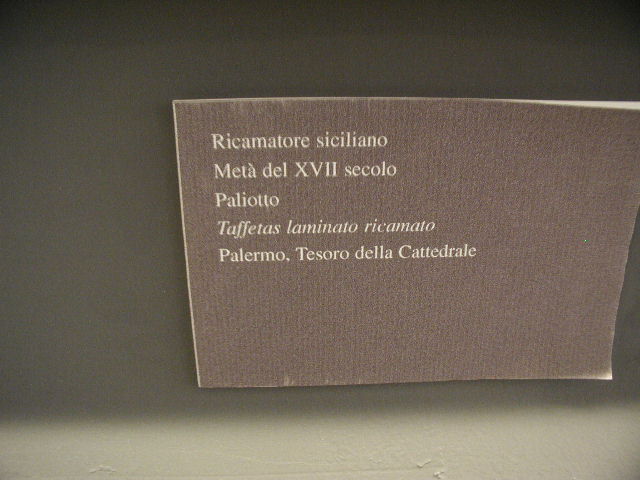 Ricamatore siciliano
Metà del XVII secolo
Paliotto
Taffetas laminato ricamato
Palermo, Tesoro della Cattedrale